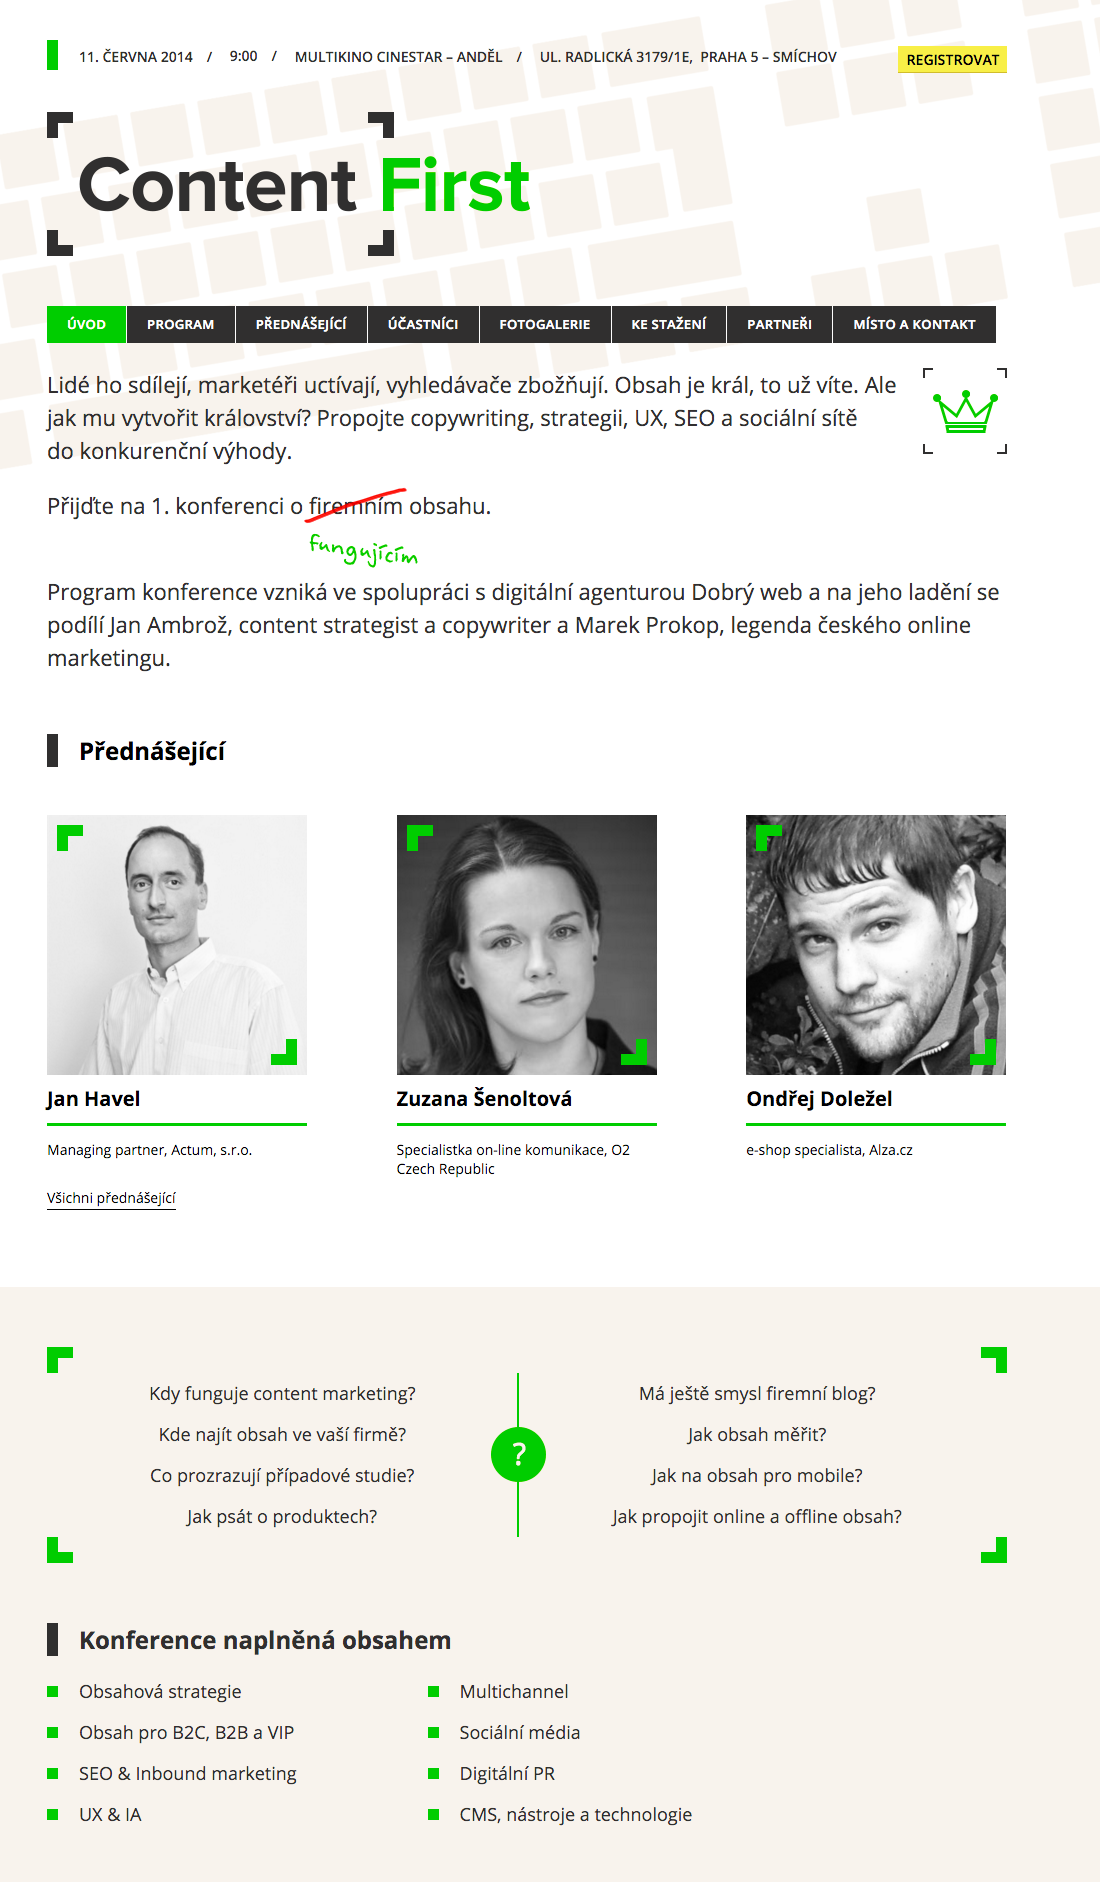 11. ČERVNA 2014 / 9:00 / MULTIKINO CINESTAR – ANDĚL / UL. RADLICKÁ 3179/1E, PRAHA 5 – SMÍCHOV
REGISTROVAT
Content First
ÚVOD PROGRAM PŘEDNÁŠEJÍCÍ ÚČASTNÍCI FOTOGALERIE KE STAŽENÍ PARTNEŘI MÍSTO A KONTAKT
Lidé ho sdílejí, marketéři uctívají, vyhledávače zbožňují. Obsah je král, to už víte. Ale
jak mu vytvořit království? Propojte copywriting, strategii, UX, SEO a sociální sítě
do konkurenční výhody.
Přijďte na 1. konferenci o firemním obsahu.
fungujícím
Program konference vzniká ve spolupráci s digitální agenturou Dobrý web a na jeho ladění se
podílí Jan Ambrož, content strategist a copywriter a Marek Prokop, legenda českého online
marketingu.
Přednášející
Jan Havel
Managing partner, Actum, s.r.o.
Zuzana Šenoltová
Specialistka on-line komunikace, O2
Czech Republic
Ondřej Doležel
e-shop specialista, Alza.cz
Všichni přednášející
Kdy funguje content marketing?
Kde najít obsah ve vaší firmě?
Co prozrazují případové studie?
Jak psát o produktech?
?
Má ještě smysl firemní blog?
Jak obsah měřit?
Jak na obsah pro mobile?
Jak propojit online a offline obsah?
Konference naplněná obsahem
Obsahová strategie
Obsah pro B2C, B2B a VIP
SEO & Inbound marketing
UX & IA
Multichannel
Sociální média
Digitální PR
CMS, nástroje a technologie